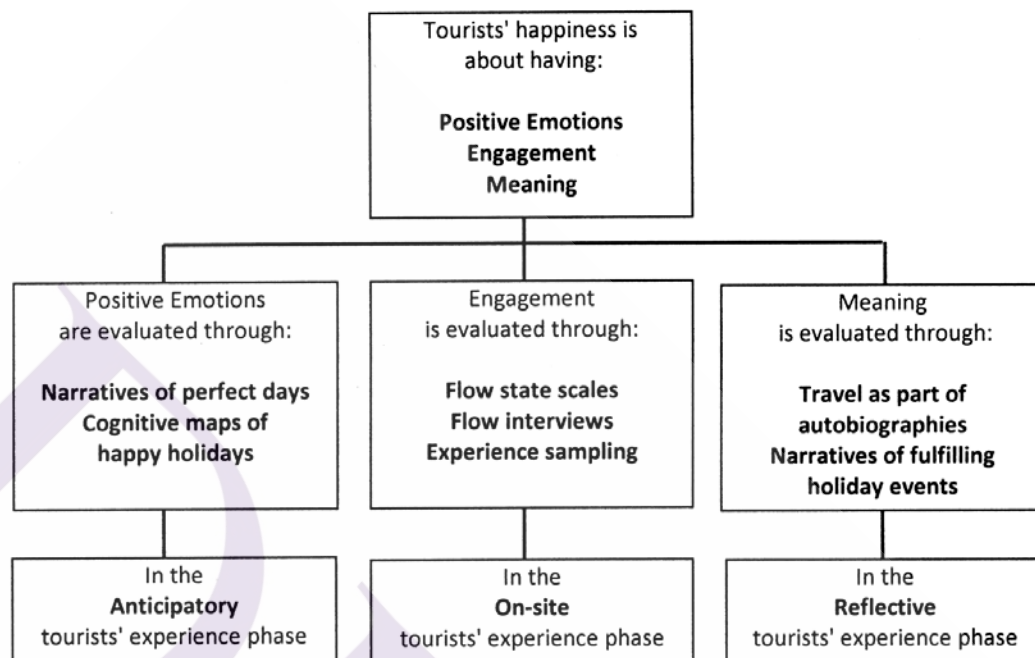 Tourists' happiness is
about having:
Positive Emotions
Engagement
Meaning
Positive Emotions
are evaluated through:
Narratives of perfect days
Cognitive maps of
happy holidays
Engagement
is evaluated through:
Flow state scales
Flow interviews
Experience sampling
Meaning
is evaluated through:
Travel as part of
autobiographies
Narratives of fulfilling
holiday events
In the
Anticipatory
tourists' experience phase
In the
On-site
tourists' experience phase
In the
Reflective
tourists' experience phase